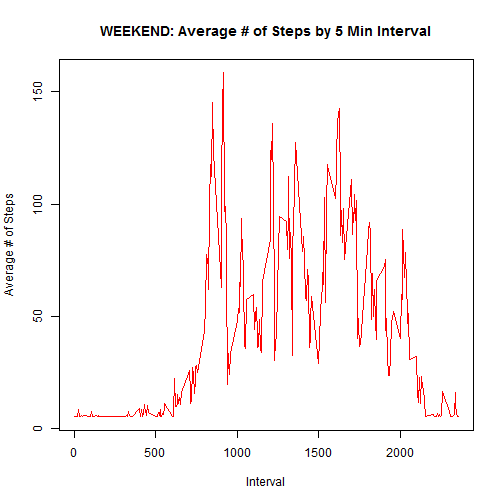 WEEKEND: Average # of Steps by 5 Min Interval
Average # of Steps
150
100
50
0
0 500 1000 1500 2000
Interval